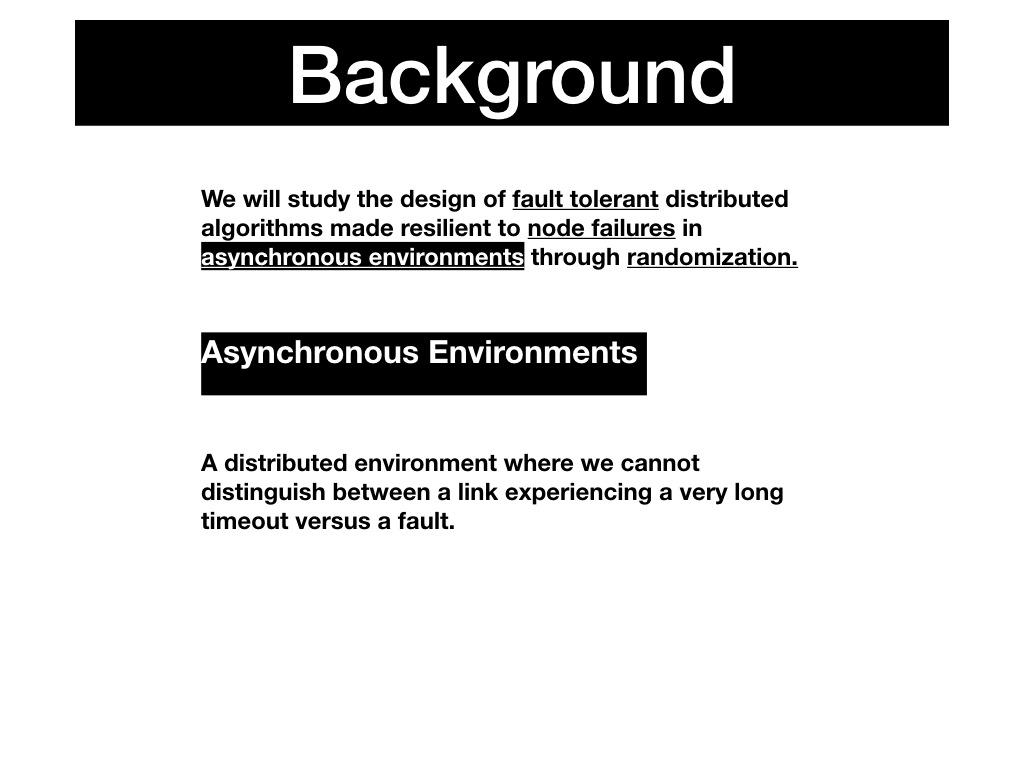 Background
We will study the design of fault tolerant distributed
algorithms made resilient to node failures in
asynchronous environments through randomization.
Asynchronous Environments
A distributed environment where we cannot
distinguish between a link experiencing a very long
timeout versus a fault.